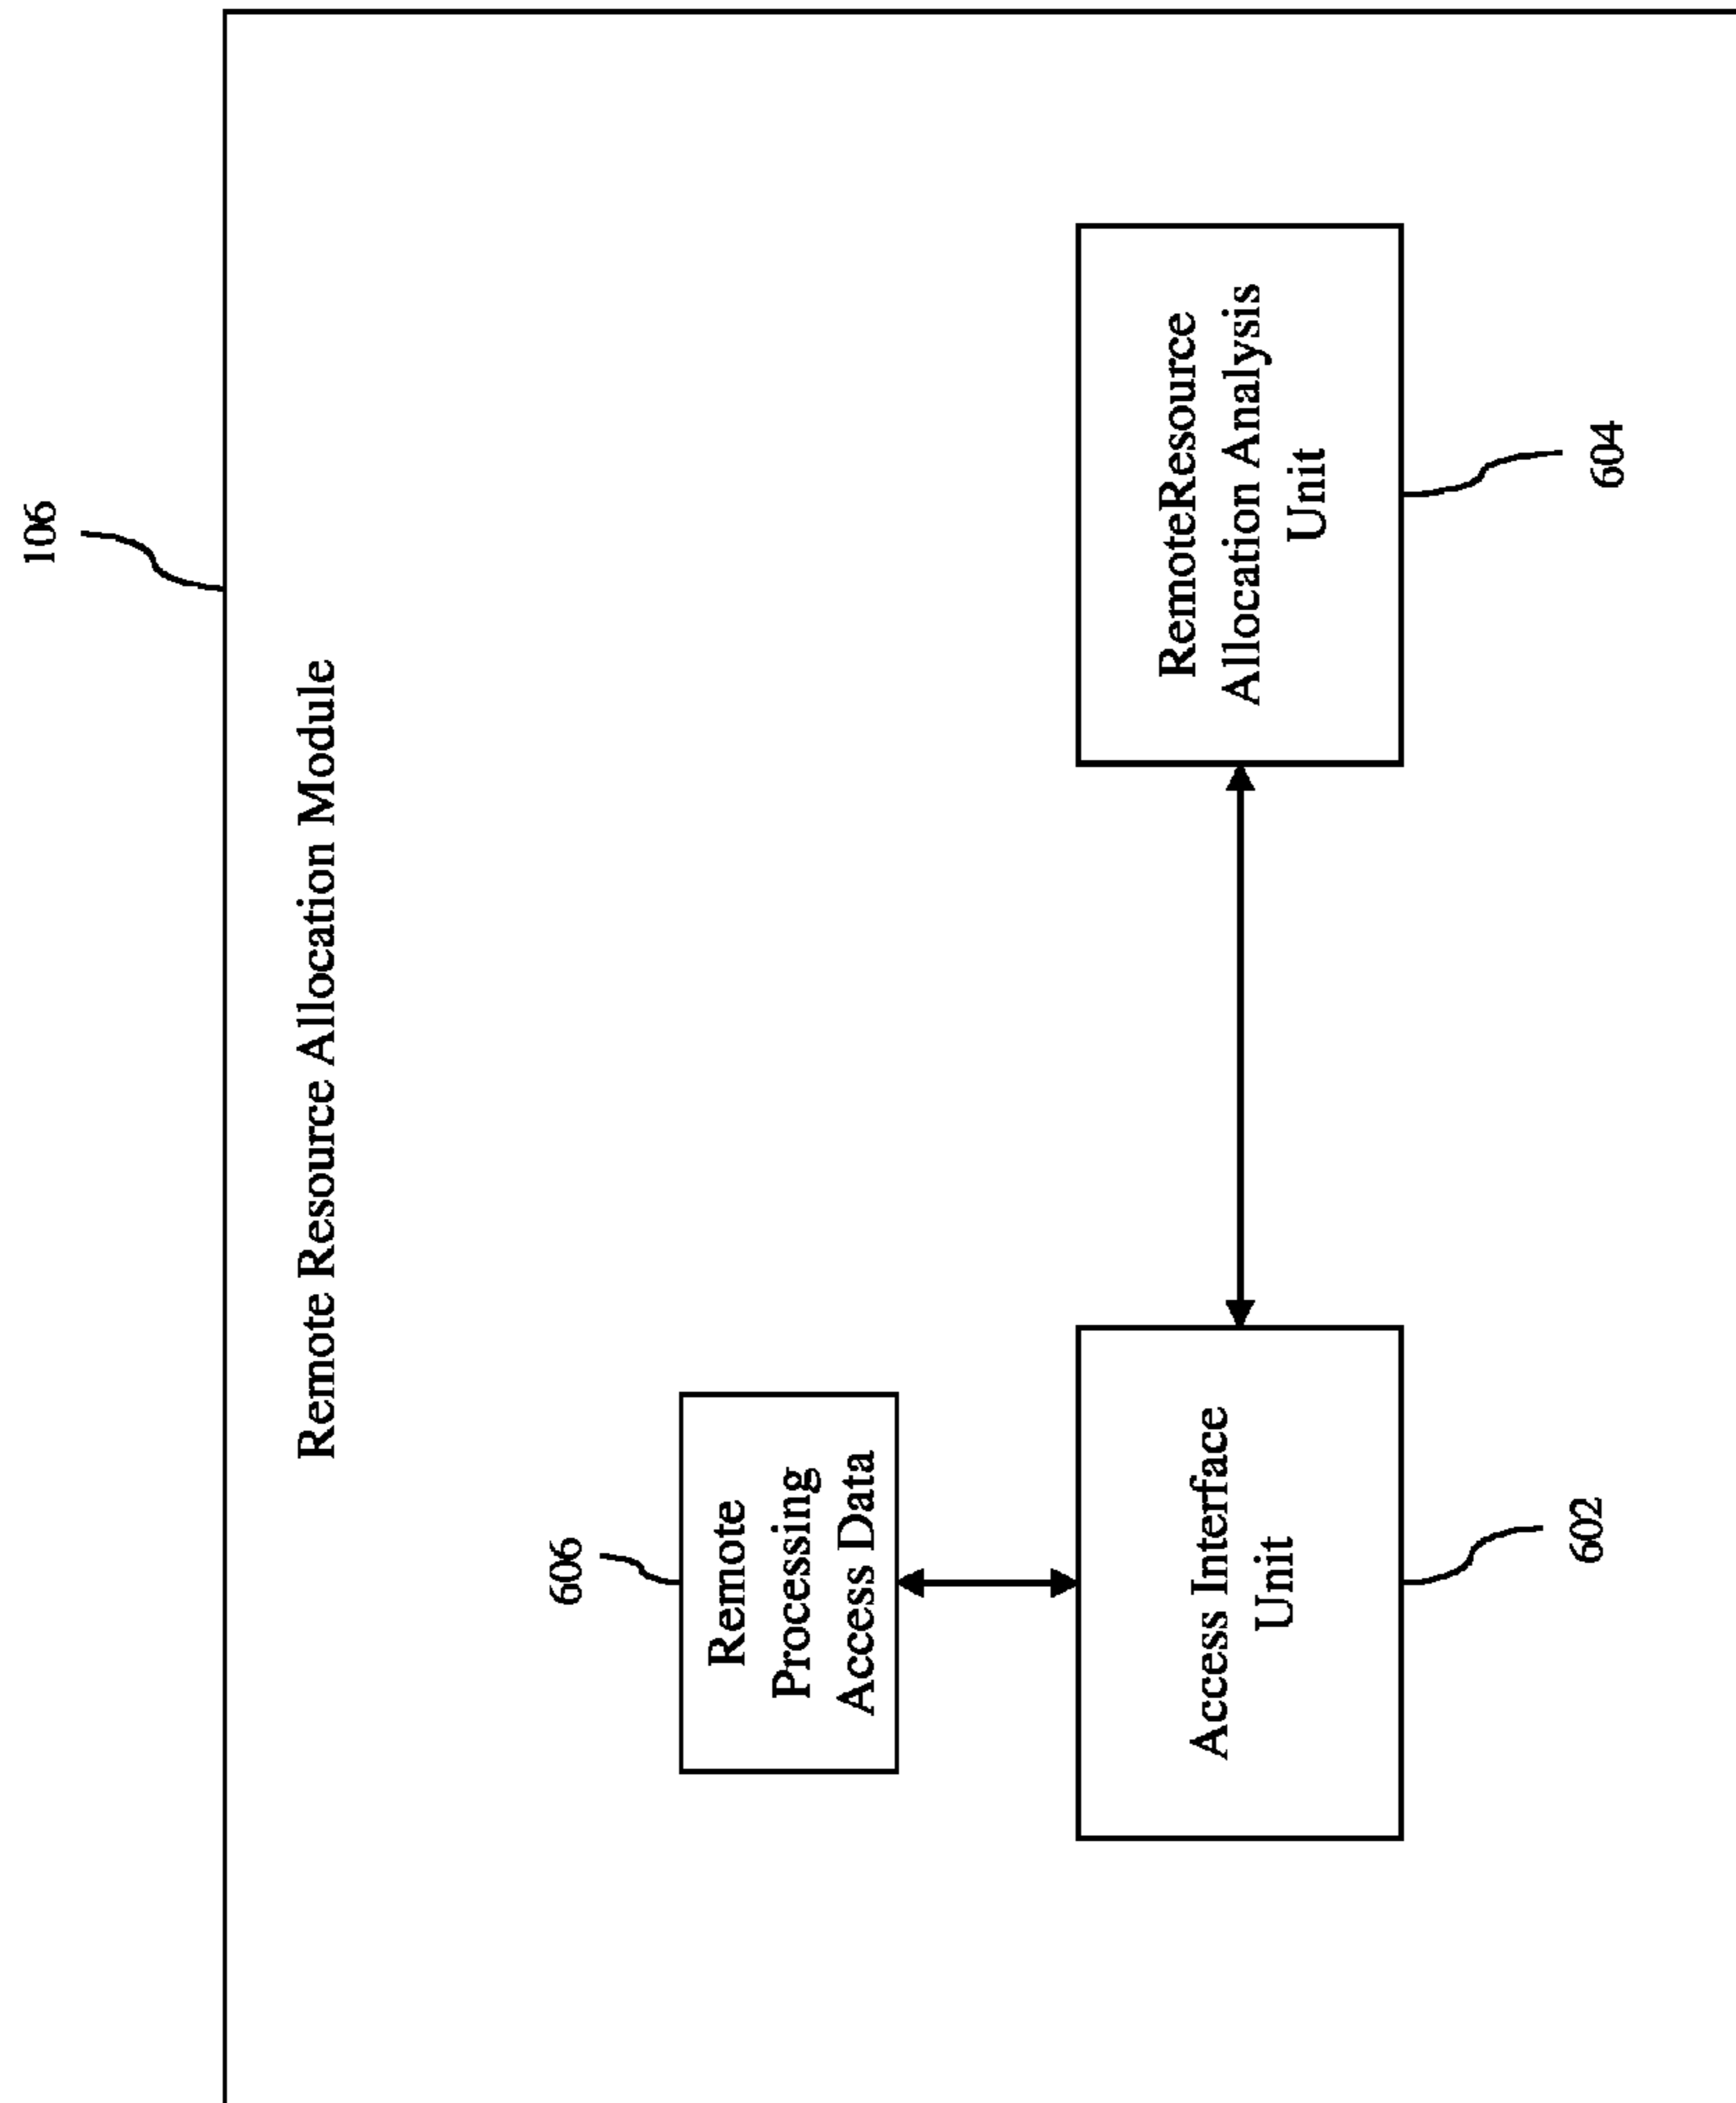 106
Remote Resource Allocation Module
606
Remote
Processing
Access Data
Access Interface
Unit
602
RemoteResource
Allocation Analysis
Unit
604